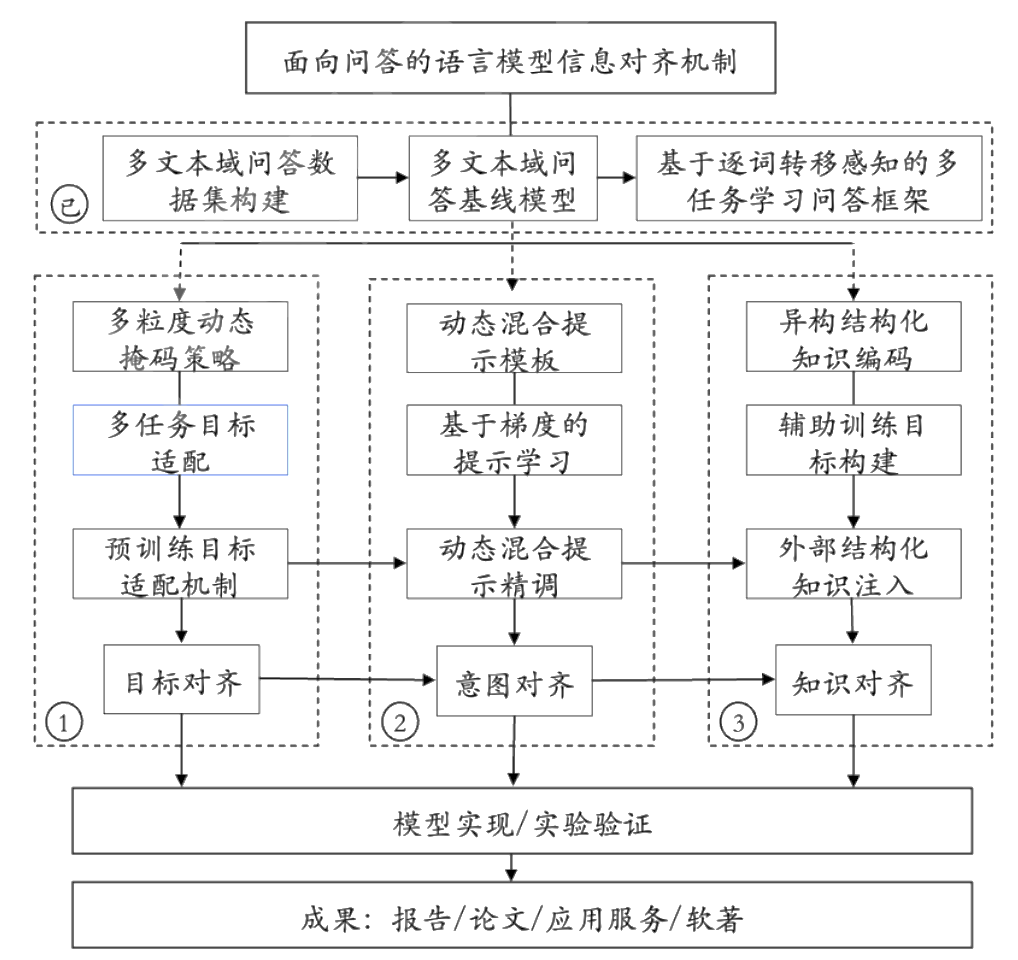 面向问答的语言模型信息对齐机制
多文本域问答数
据集构建
多文本域问
答基线模型
基于逐词转移感知的多
任务学习问答框架
己
多粒度动态
掩码策略
多任务目标
适配
预训练目标
适配机制
目标对齐
1
动态混合提
示模板
基于梯度的
提示学习
动态混合提
示精调
意图对齐
2
异构结构化
知识编码
辅助训练目
标构建
外部结构化
知识注入
知识对齐
3
模型实现/实验验证
成果：报告/论文/应用服务/软著